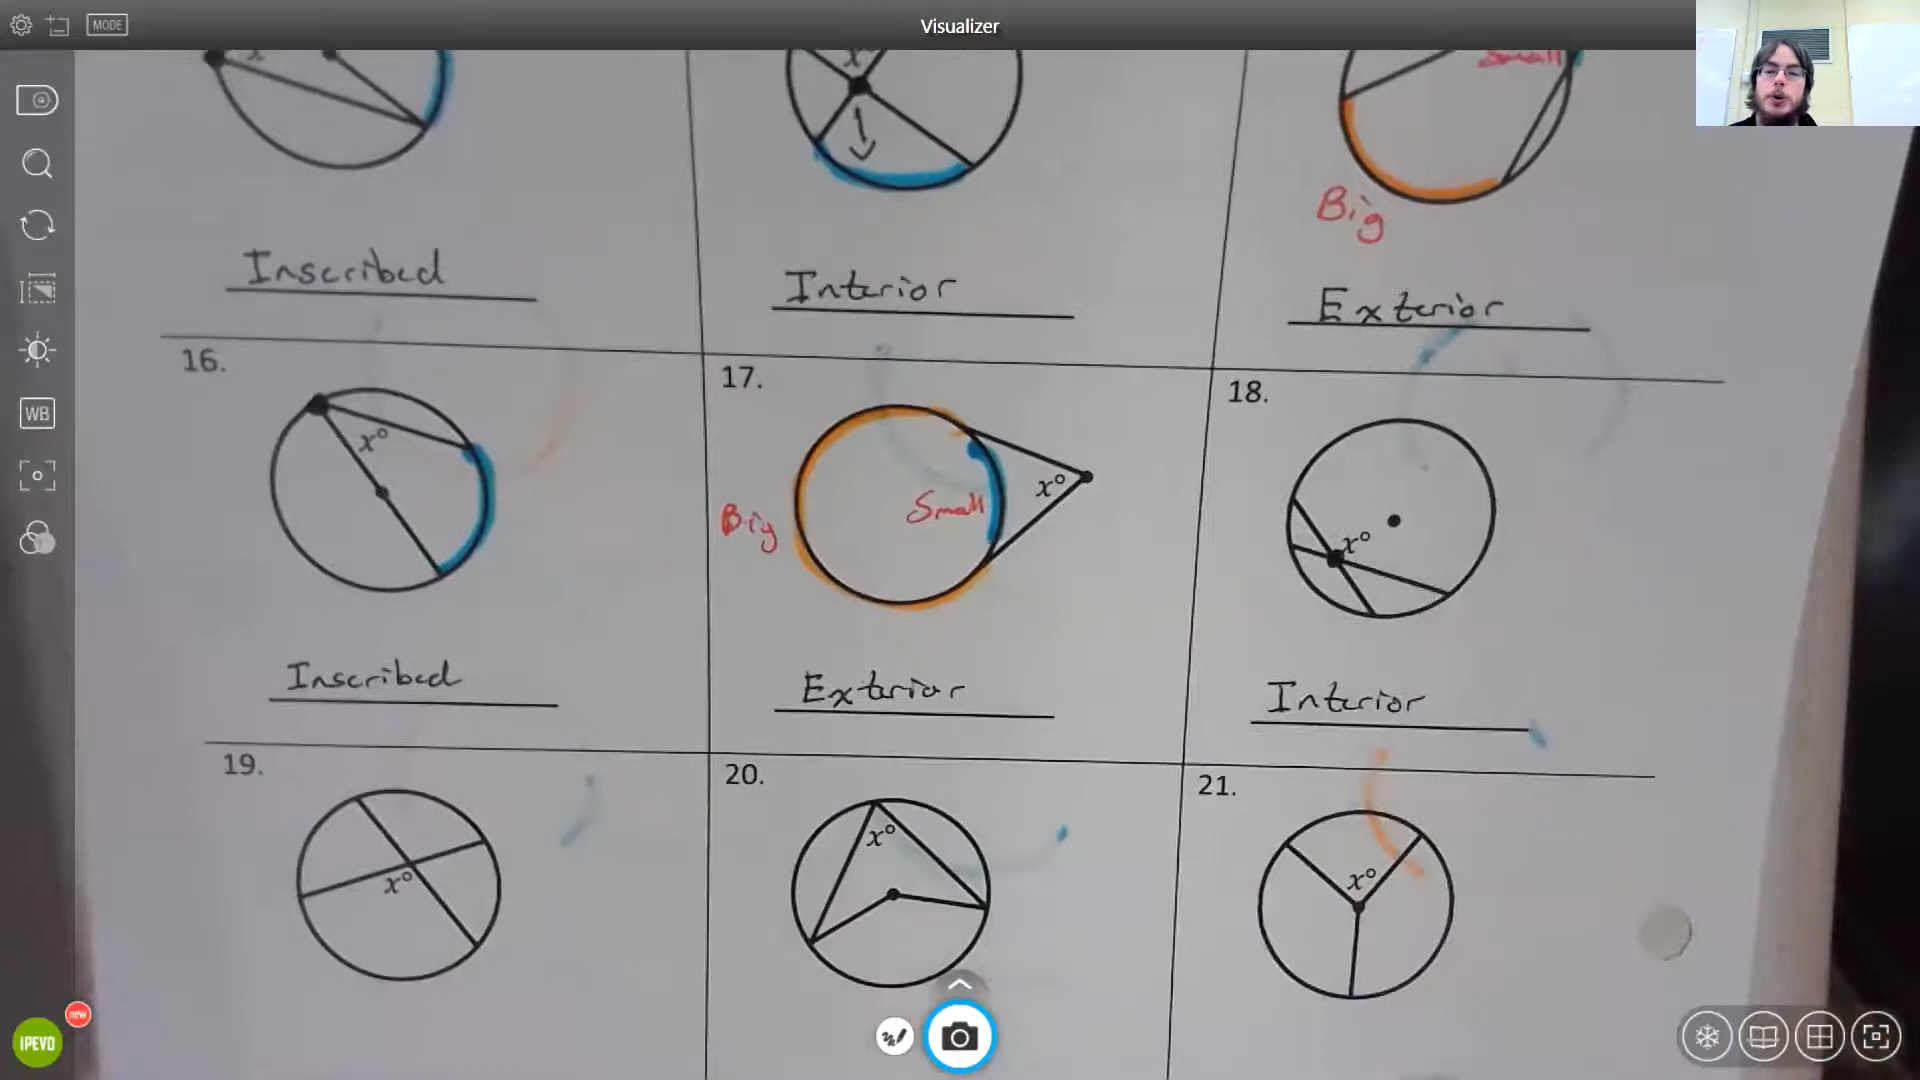 Visualizer
MODE
x
x
Small
Big
Inscribed
Interior
Exterior
16.
17.
18.
x°
x°
x°
Big
Small
WB
Inscribed
Exterior
Interior
19.
20.
21.
x°
x°
x°
new
IPEVO